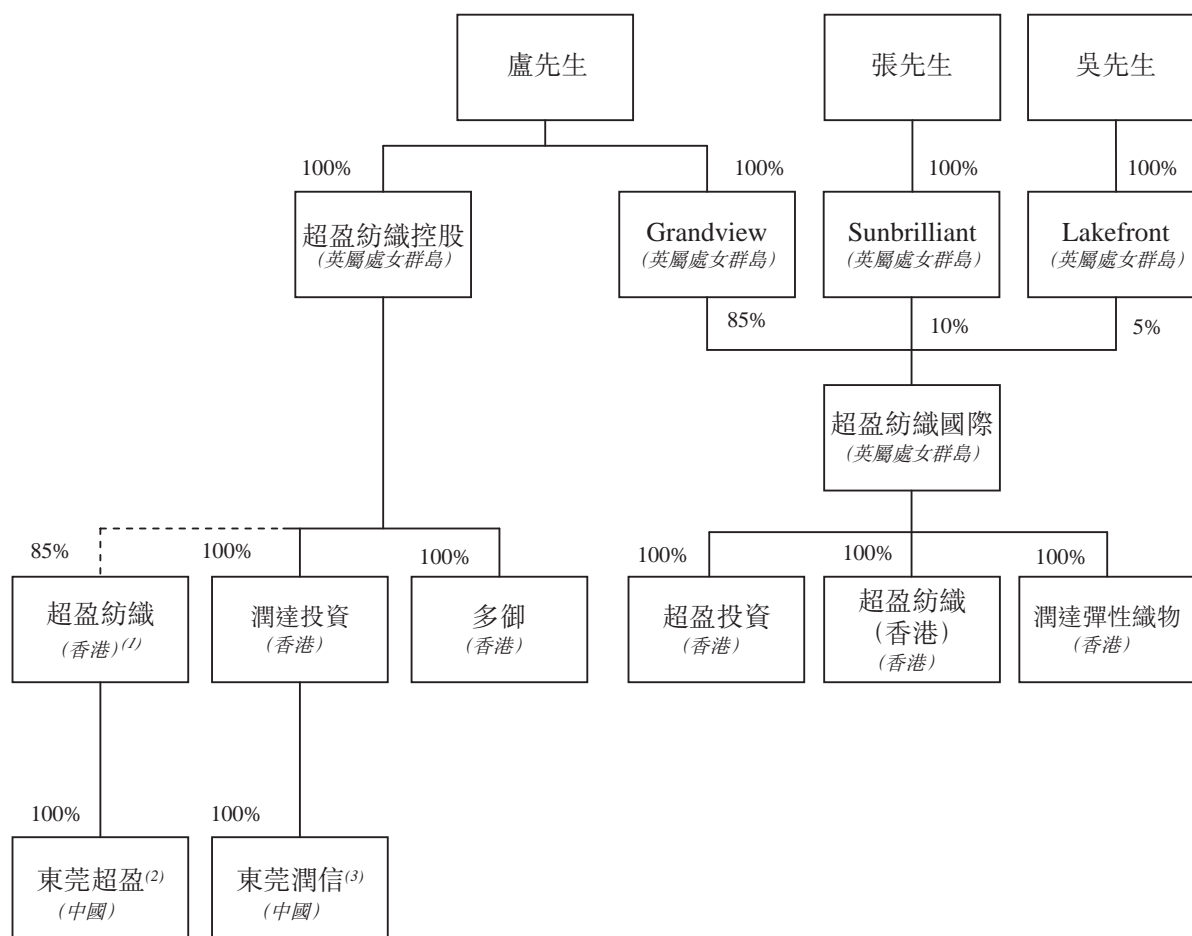 盧先生
張先生
吳先生
100%
100%
100%
100%
超盈紡織控股
(英屬處女群島)
Grandview
(英屬處女群島)
Sunbrilliant
(英屬處女群島)
Lakefront
(英屬處女群島)
85%
10%
5%
超盈紡織國際
(英屬處女群島)
85%
100%
100%
100%
100%
100%
超盈紡織
(香港)(1)
潤達投資
(香港)
多御
(香港)
超盈投資
(香港)
超盈紡織
(香港)
(香港)
潤達彈性織物
(香港)
100%
100%
東莞超盈(2)
(中國)
東莞潤信(3)
(中國)